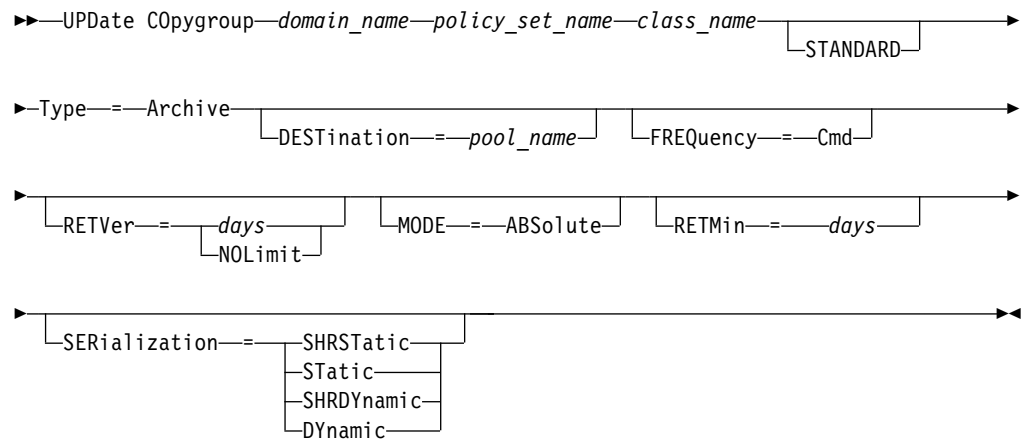 UPDate COpygroup domain_name policy_set_name class_name
STANDARD
Type = Archive
DESTination = pool_name
FREQuency = Cmd
RETVer = days
NOLimit
MODE = ABSolute
RETMin = days
SERialization = SHRSTatic
STatic
SHRDYnamic
DYnamic